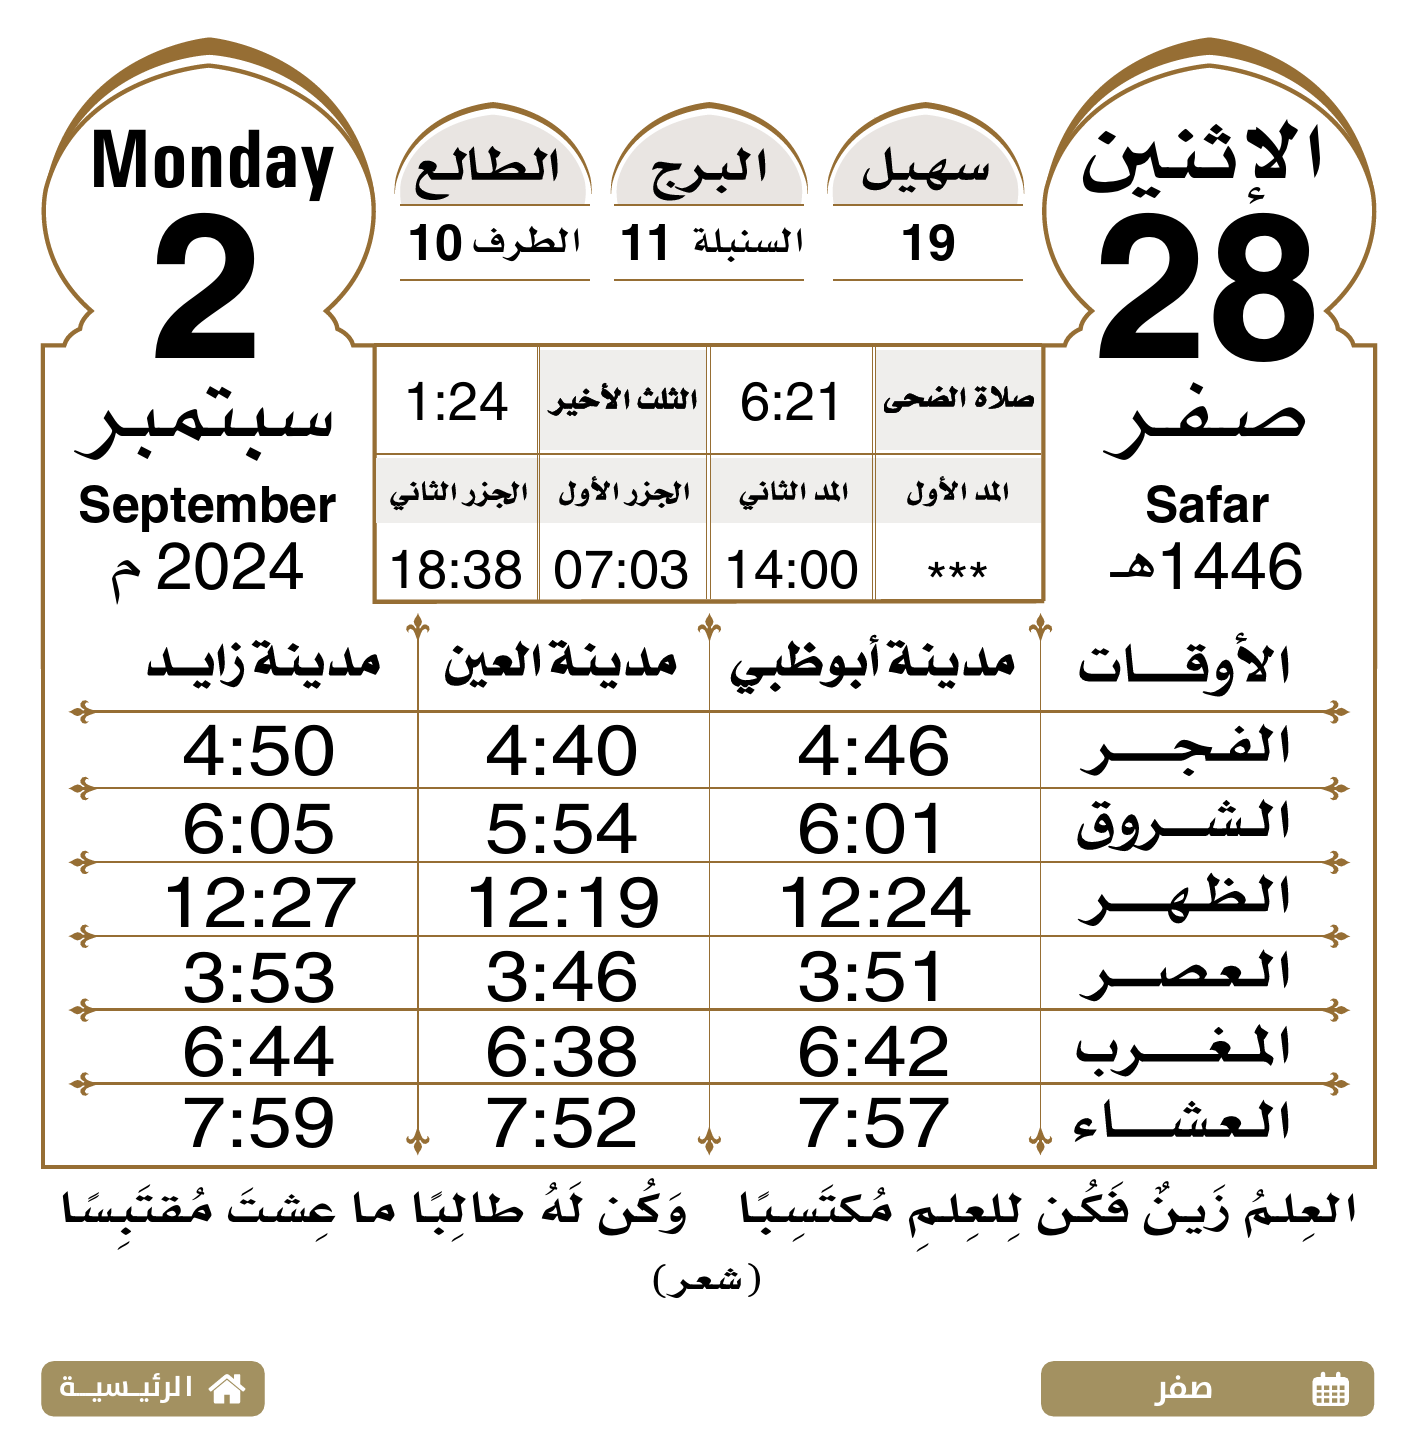 الإثنين
28
صفر
Safar
1446هـ
سهيل
19
البرج
السنبلة 11
الطالع
الطرف 10
Monday
2
سبتمبر
September
2024 م
صلاة الضحى 6:21 الثلث الأخير 1:24
المد الأول المد الثاني الجزر الأول الجزر الثاني
*** 14:00 07:03 18:38
الأوقات مدينة أبوظبي مدينة العين مدينة زايد
الفجر 4:46 4:40 4:50
الشروق 6:01 5:54 6:05
الظهر 12:24 12:19 12:27
العصر 3:51 3:46 3:53
المغرب 6:42 6:38 6:44
العشاء 7:57 7:52 7:59
العِلمُ زَينٌ فَكُن لِلعِلمِ مُكتَسِبًا وَكُن لَهُ طالِبًا ما عِشتَ مُقتَبِسًا
(شعر)
صفر
الرئيسية